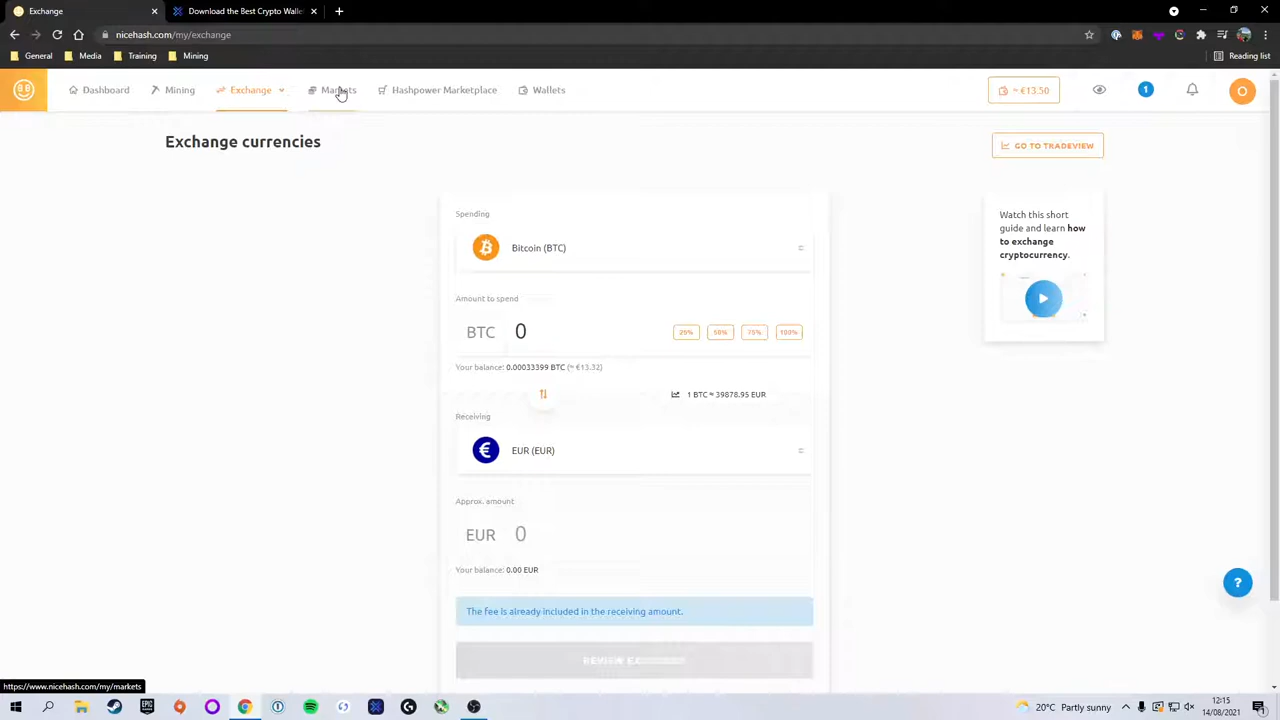 Exchange
Download the Best Crypto Walle
nicehash.com/my/exchange
General
Media
Training
Mining
Reading list
Dashboard
Mining
Exchange
Markets
Hashpower Marketplace
Wallets
~ €13.50
1
O
Exchange currencies
GO TO TRADEVIEW
Spending
Bitcoin (BTC)
Amount to spend
BTC 0
25%
50%
75%
100%
Your balance: 0.00033399 BTC (~ €13.32)
1 BTC ≈ 39878.95 EUR
Receiving
EUR (EUR)
Approx. amount
EUR 0
Your balance: 0.00 EUR
The fee is already included in the receiving amount.
Watch this short
guide and learn how
to exchange
cryptocurrency.
?
https://www.nicehash.com/my/markets
20°C Partly sunny
12:15
14/08/2021